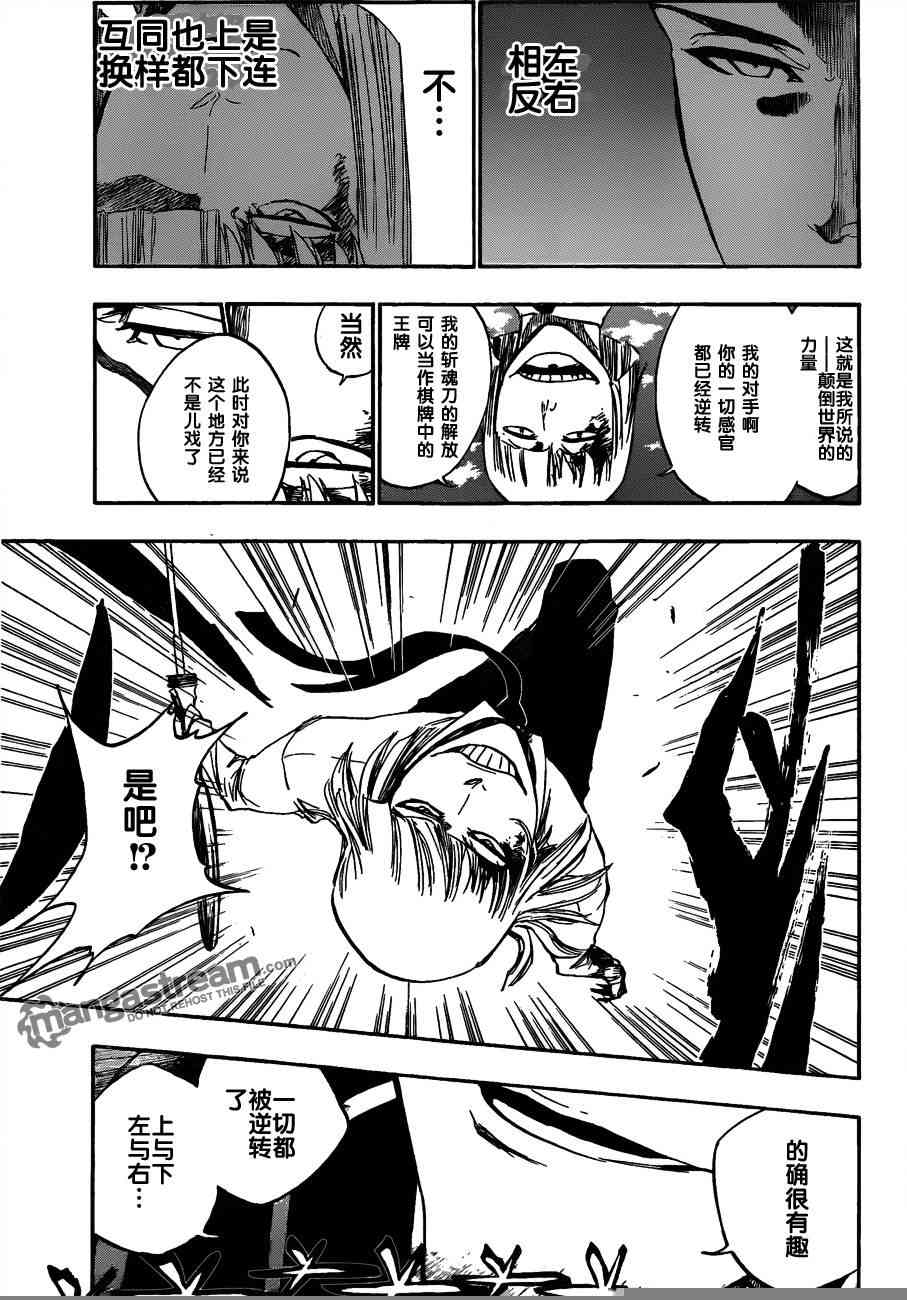 左右
相反
不…
是连
上下
也都
同样
互换
这就是我所说的
——颠倒世界的
力量
我的对手啊
你的一切感官
都已经逆转
我的斩魂刀的解放
可以当作棋牌中的
王牌
当然
此时对你来说
这个地方已经
不是儿戏了
是吧
!?
mangastream.com
DO NOT REHOST THIS FILE
的确很有趣
一切都
被逆转
了
上与下
左与右…